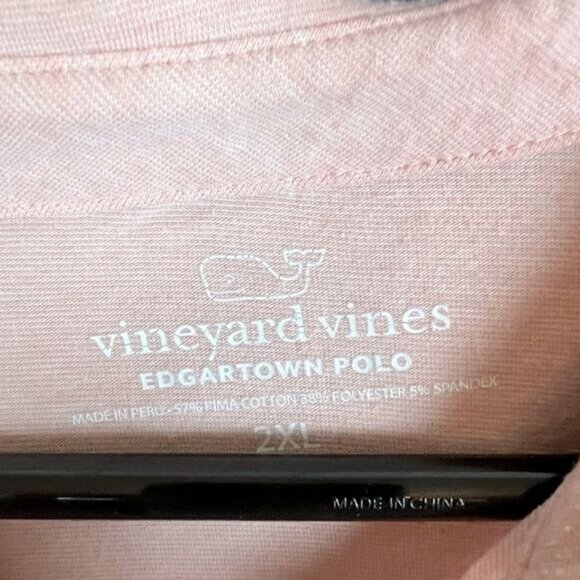 vineyard vines
EDGARTOWN POLO
MADE IN PERU • 57% PIMA COTTON 38% POLYESTER 5% SPANDEX
2XL
MADE IN CHINA